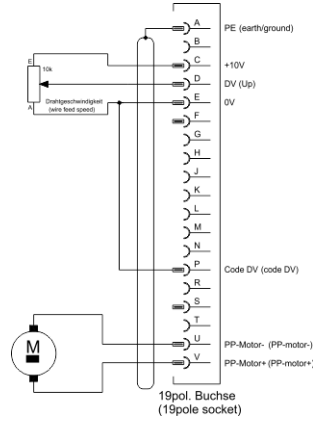 A PE (earth/ground)
B
E
C +10V
10k
D DV (Up)
Drahtgeschwindigkeit
(wire feed speed)
A
E 0V
F
G
H
J
K
L
M
N
P Code DV (code DV)
R
S
T
U PP-Motor- (PP-motor-)
M
V PP-Motor+ (PP-motor+)
19pol. Buchse
(19pole socket)